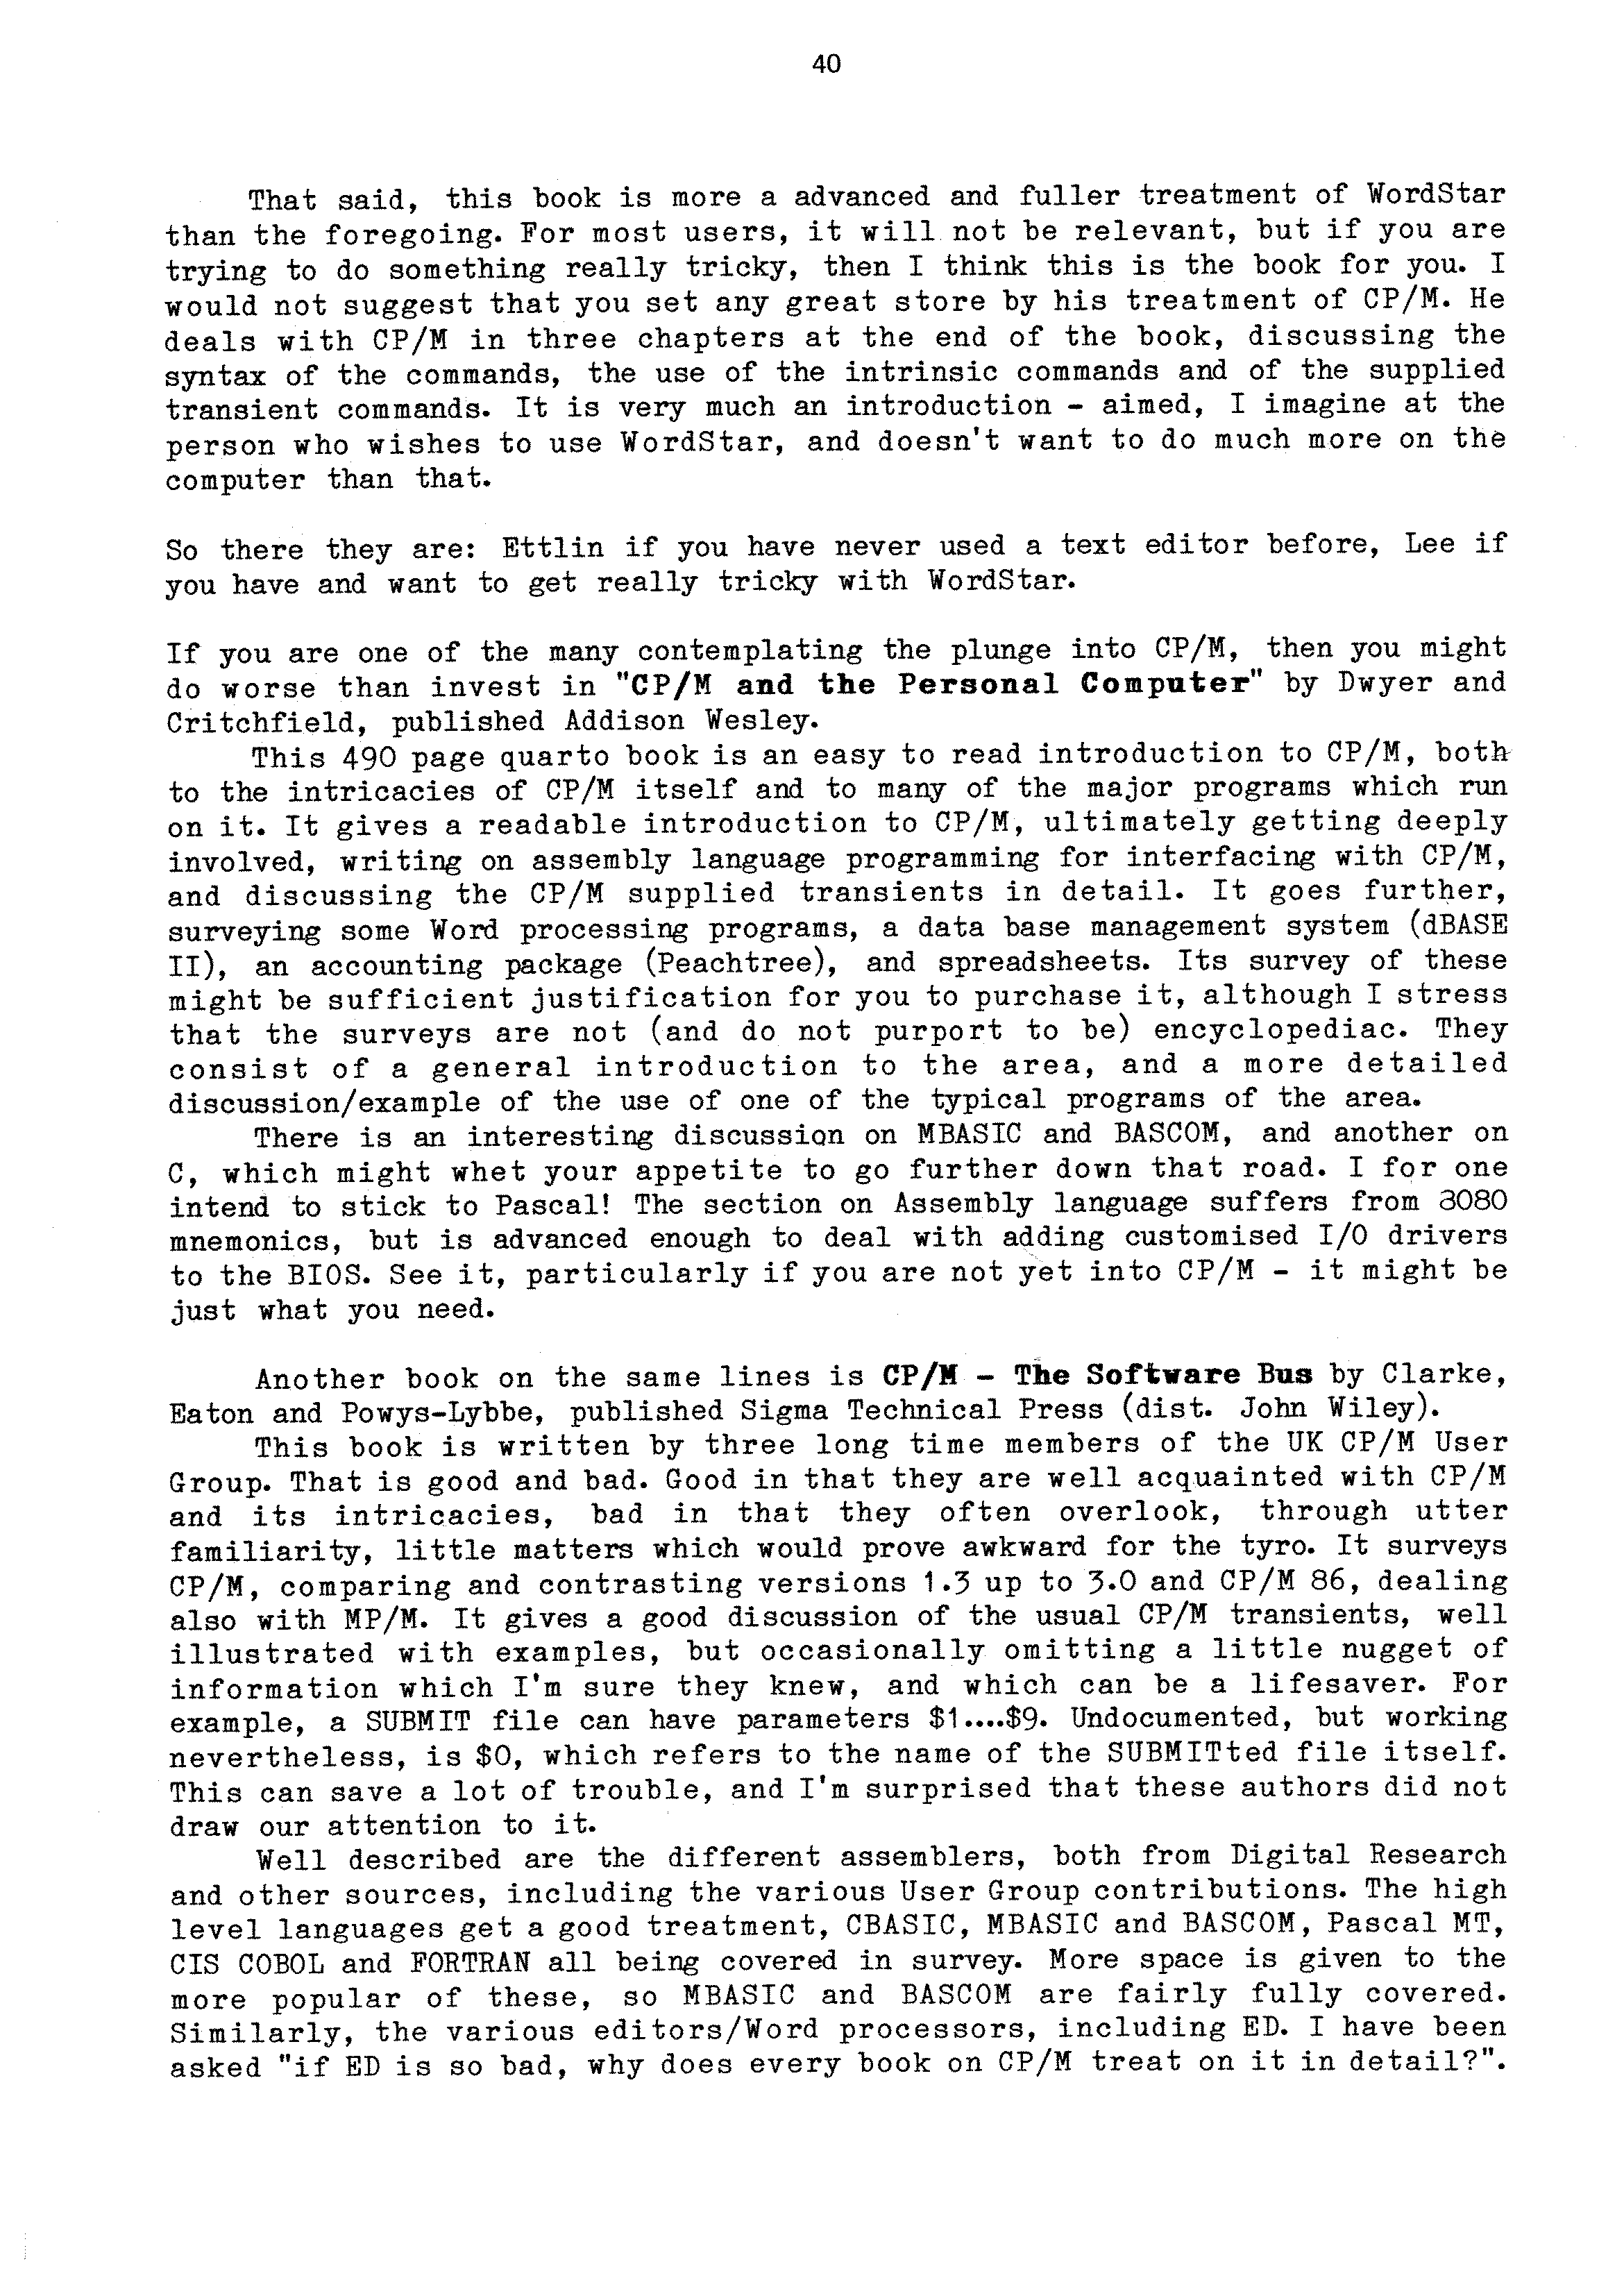 40
That said, this book is more a advanced and fuller treatment of WordStar
than the foregoing. For most users, it will not be relevant, but if you are
trying to do something really tricky, then I think this is the book for you. I
would not suggest that you set any great store by his treatment of CP/M. He
deals with CP/M in three chapters at the end of the book, discussing the
syntax of the commands, the use of the intrinsic commands and of the supplied
transient commands. It is very much an introduction - aimed, I imagine at the
person who wishes to use WordStar, and doesn't want to do much more on the
computer than that.
So there they are: Ettlin if you have never used a text editor before, Lee if
you have and want to get really tricky with WordStar.
If you are one of the many contemplating the plunge into CP/M, then you might
do worse than invest in "CP/M and the Personal Computer" by Dwyer and
Critchfield, published Addison Wesley.
This 490 page quarto book is an easy to read introduction to CP/M, both
to the intricacies of CP/M itself and to many of the major programs which run
on it. It gives a readable introduction to CP/M, ultimately getting deeply
involved, writing on assembly language programming for interfacing with CP/M,
and discussing the CP/M supplied transients in detail. It goes further,
surveying some Word processing programs, a data base management system (dBASE
II), an accounting package (Peachtree), and spreadsheets. Its survey of these
might be sufficient justification for you to purchase it, although I stress
that the surveys are not (and do not purport to be) encyclopediac. They
consist of a general introduction to the area, and a more detailed
discussion/example of the use of one of the typical programs of the area.
There is an interesting discussion on MBASIC and BASCOM, and another on
C, which might whet your appetite to go further down that road. I for one
intend to stick to Pascal! The section on Assembly language suffers from 8080
mnemonics, but is advanced enough to deal with adding customised I/O drivers
to the BIOS. See it, particularly if you are not yet into CP/M - it might be
just what you need.
Another book on the same lines is CP/M - The Software Bus by Clarke,
Eaton and Powys-Lybbe, published Sigma Technical Press (dist. John Wiley).
This book is written by three long time members of the UK CP/M User
Group. That is good and bad. Good in that they are well acquainted with CP/M
and its intricacies, bad in that they often overlook, through utter
familiarity, little matters which would prove awkward for the tyro. It surveys
CP/M, comparing and contrasting versions 1.3 up to 3.0 and CP/M 86, dealing
also with MP/M. It gives a good discussion of the usual CP/M transients, well
illustrated with examples, but occasionally omitting a little nugget of
information which I'm sure they knew, and which can be a lifesaver. For
example, a SUBMIT file can have parameters $1....$9. Undocumented, but working
nevertheless, is $0, which refers to the name of the SUBMITted file itself.
This can save a lot of trouble, and I'm surprised that these authors did not
draw our attention to it.
Well described are the different assemblers, both from Digital Research
and other sources, including the various User Group contributions. The high
level languages get a good treatment, CBASIC, MBASIC and BASCOM, Pascal MT,
CIS COBOL and FORTRAN all being covered in survey. More space is given to the
more popular of these, so MBASIC and BASCOM are fairly fully covered.
Similarly, the various editors/Word processors, including ED. I have been
asked "if ED is so bad, why does every book on CP/M treat on it in detail?".